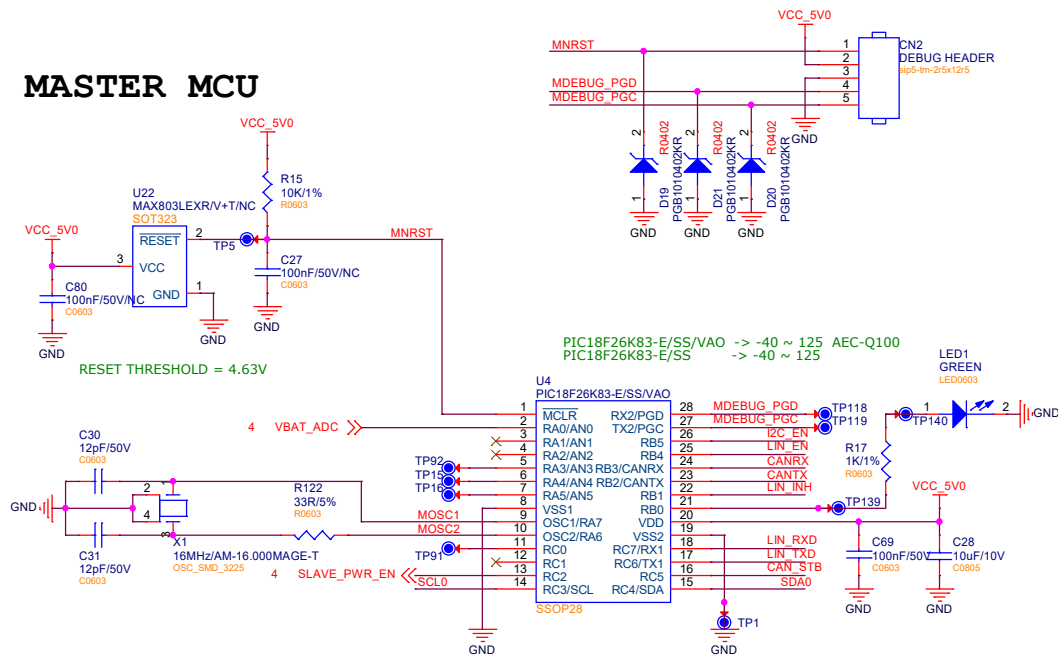 MASTER MCU
VCC_5V0
MNRST
1
2
3
4
5
CN2
DEBUG HEADER
sip5-tm-2r5x12r5
MDEBUG_PGD
MDEBUG_PGC
GND
2
R0402
1
D19
PGB1010402KR
GND
2
R0402
1
D21
PGB1010402KR
GND
2
R0402
1
D20
PGB1010402KR
GND
VCC_5V0
R15
10K/1%
R0603
U22
MAX803LEXR/V+T/NC
SOT323
VCC_5V0
RESET
2
TP5
MNRST
3
VCC
GND
1
C80
100nF/50V/NC
C0603
C27
100nF/50V/NC
C0603
GND
GND
GND
RESET THRESHOLD = 4.63V
PIC18F26K83-E/SS/VAO -> -40 ~ 125 AEC-Q100
PIC18F26K83-E/SS -> -40 ~ 125
U4
PIC18F26K83-E/SS/VAO
1
MCLR
RX2/PGD
28
MDEBUG_PGD
TP118
4
VBAT_ADC
2
RA0/AN0
TX2/PGC
27
MDEBUG_PGC
TP119
3
RA1/AN1
RB5
26
I2C_EN
4
RA2/AN2
RB4
25
LIN_EN
TP92
5
RA3/AN3
RB3/CANRX
24
CANRX
TP15
6
RA4/AN4
RB2/CANTX
23
CANTX
TP16
7
RA5/AN5
RB1
22
LIN_INH
8
VSS1
RB0
21
TP139
MOSC1
9
OSC1/RA7
VDD
20
MOSC2
10
OSC2/RA6
VSS2
19
TP91
11
RC0
RC7/RX1
18
LIN_RXD
12
RC1
RC6/TX1
17
LIN_TXD
4
SLAVE_PWR_EN
13
RC2
RC5
16
CAN_STB
SCL0
14
RC3/SCL
RC4/SDA
15
SDA0
SSOP28
GND
GND
TP1
LED1
GREEN
LED0603
1
2
GND
TP140
R17
1K/1%
R0603
VCC_5V0
C69
100nF/50V
C0603
GND
C28
10uF/10V
C0805
GND
C30
12pF/50V
C0603
GND
1
2
4
3
R122
33R/5%
R0603
C31
12pF/50V
C0603
X1
16MHz/AM-16.000MAGE-T
OSC_SMD_3225